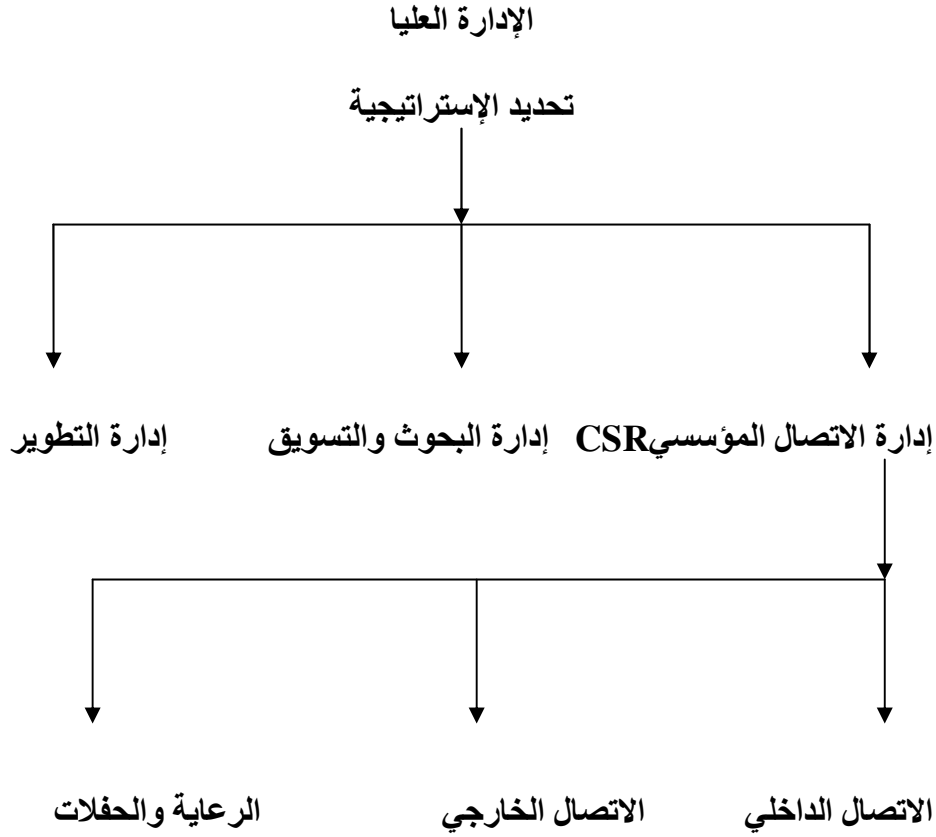 الإدارة العليا
تحديد الإستراتيجية
إدارة الاتصال المؤسسيCSR إدارة البحوث والتسويق إدارة التطوير
الاتصال الداخلي الاتصال الخارجي الرعاية والحفلات